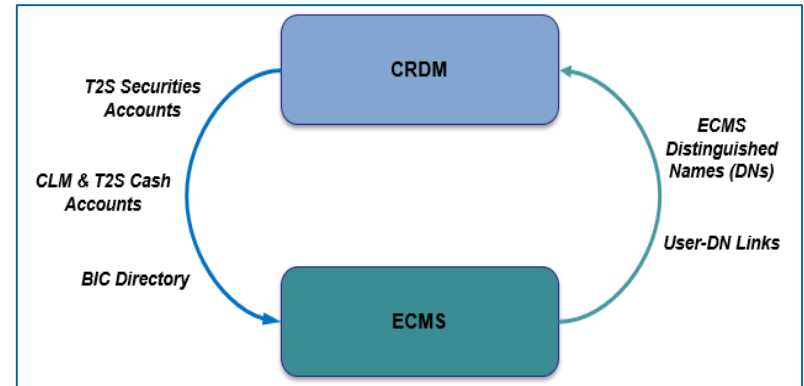 CRDM
T2S Securities
Accounts
CLM & T2S Cash
Accounts
BIC Directory
ECMS
Distinguished
Names (DNs)
User-DN Links
ECMS